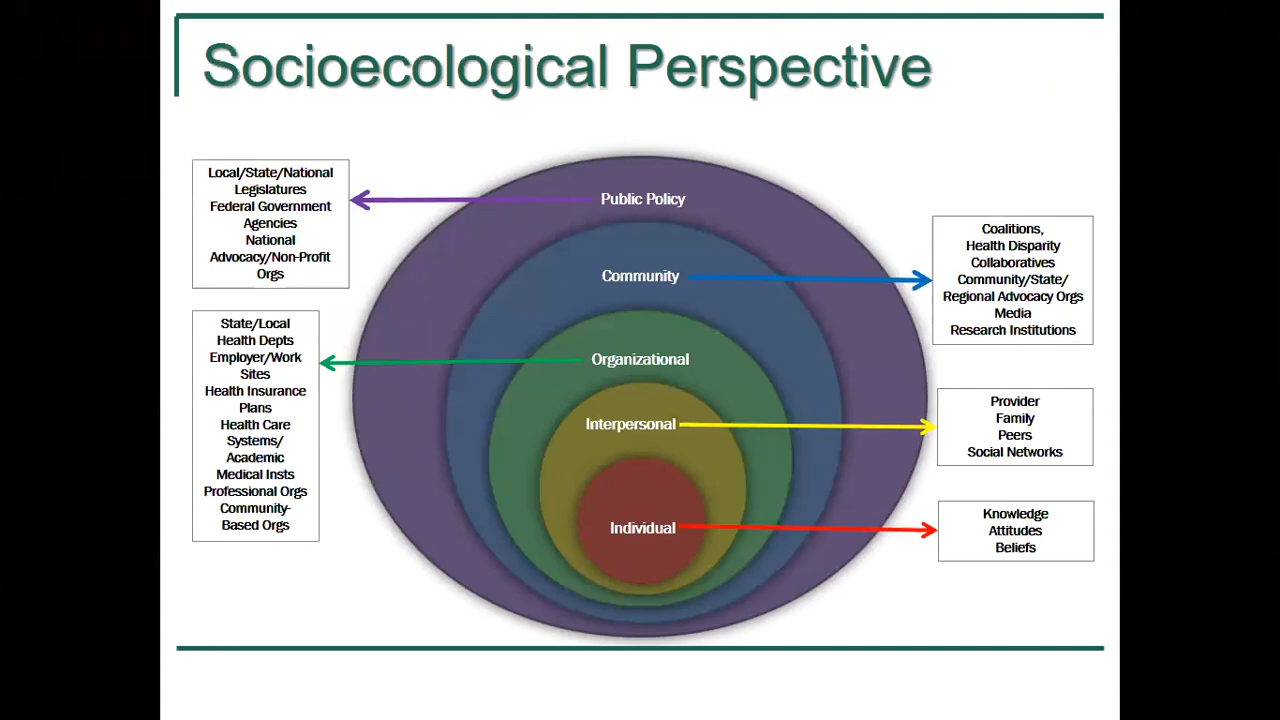 Socioecological Perspective
Local/State/National
Legislatures
Federal Government
Agencies
National
Advocacy/Non-Profit
Orgs
Public Policy
Coalitions,
Health Disparity
Collaboratives
Community/State/
Regional Advocacy Orgs
Media
Research Institutions
Community
State/Local
Health Depts
Employer/Work
Sites
Health Insurance
Plans
Health Care
Systems/
Academic
Medical Insts
Professional Orgs
Community-
Based Orgs
Organizational
Interpersonal
Provider
Family
Peers
Social Networks
Individual
Knowledge
Attitudes
Beliefs